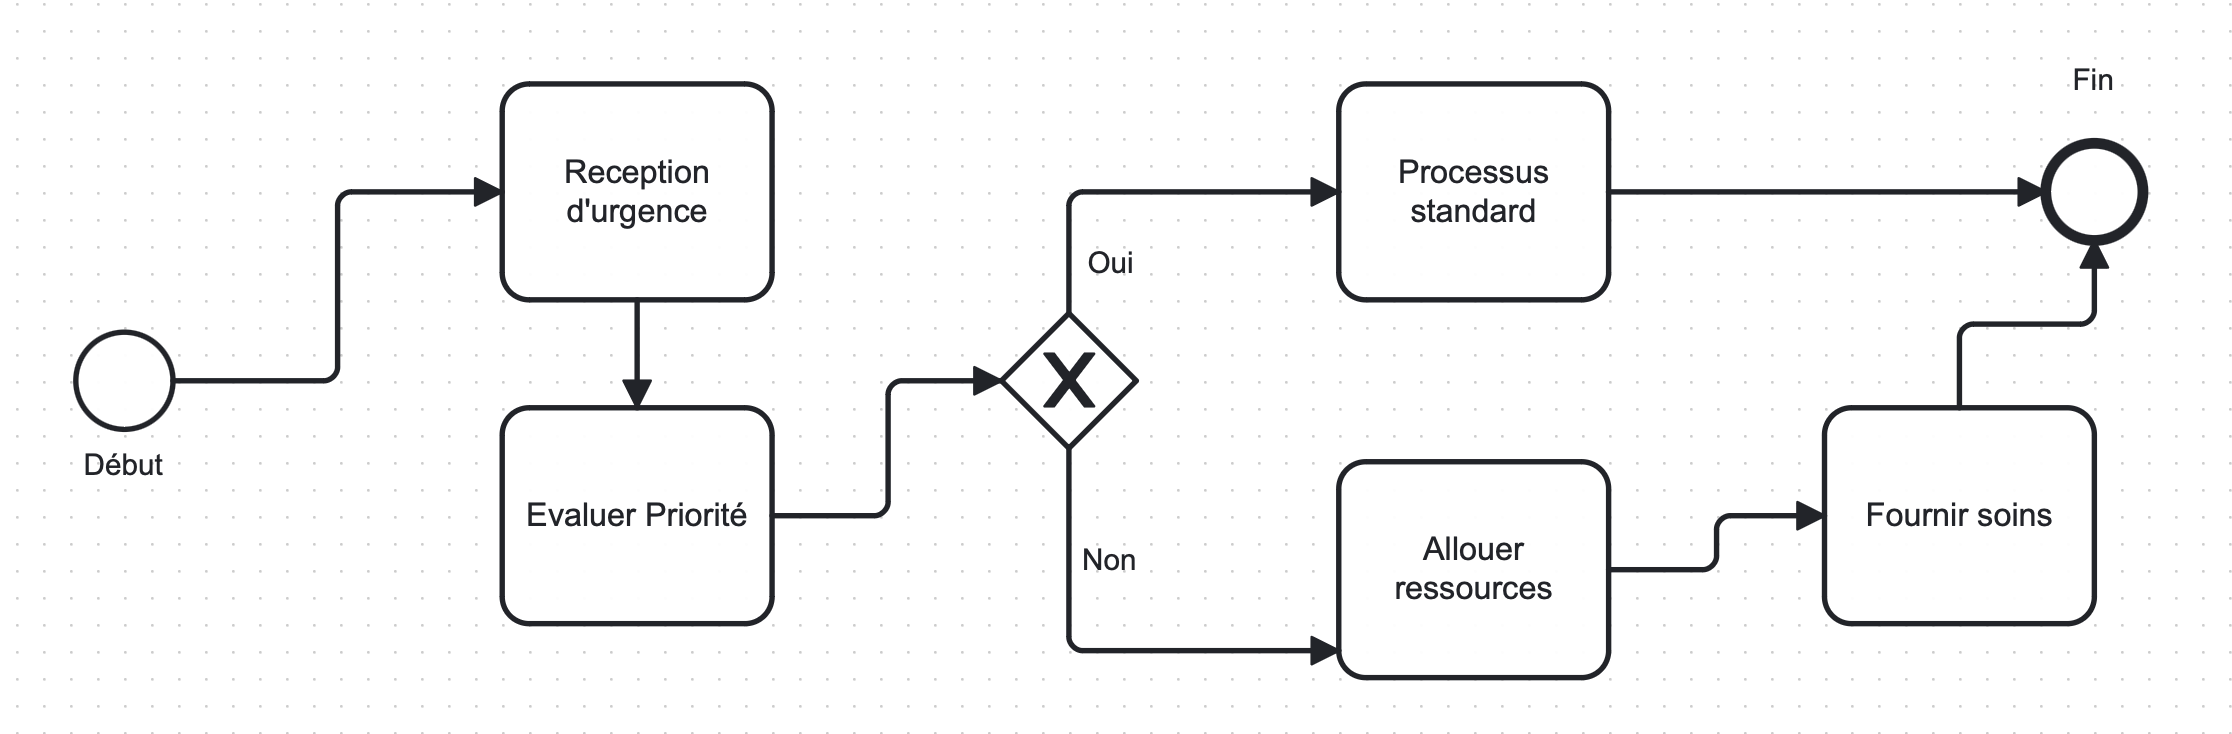 Début
Reception
d'urgence
Evaluer Priorité
X
Oui
Non
Processus
standard
Allouer
ressources
Fournir soins
Fin